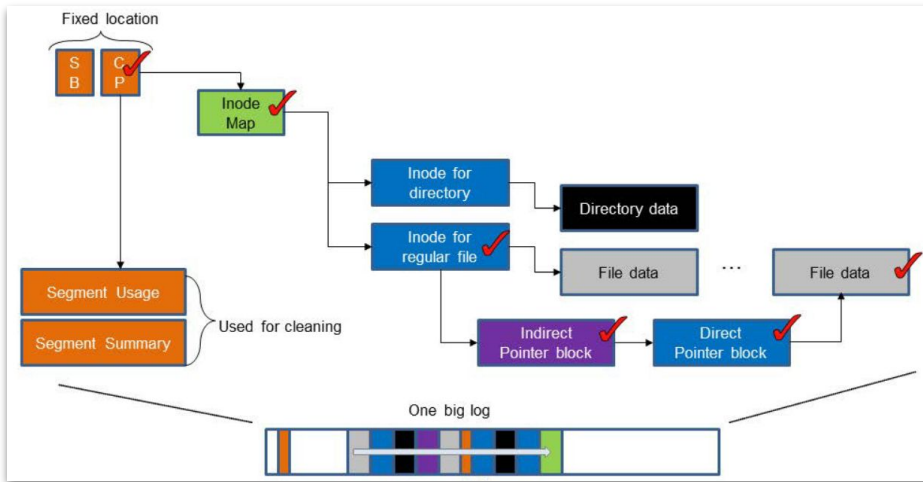 Fixed location
S
B
C
P
Inode
Map
Inode for
directory
Directory data
Inode for
regular file
File data
...
File data
Segment Usage
Segment Summary
Used for cleaning
Indirect
Pointer block
Direct
Pointer block
One big log